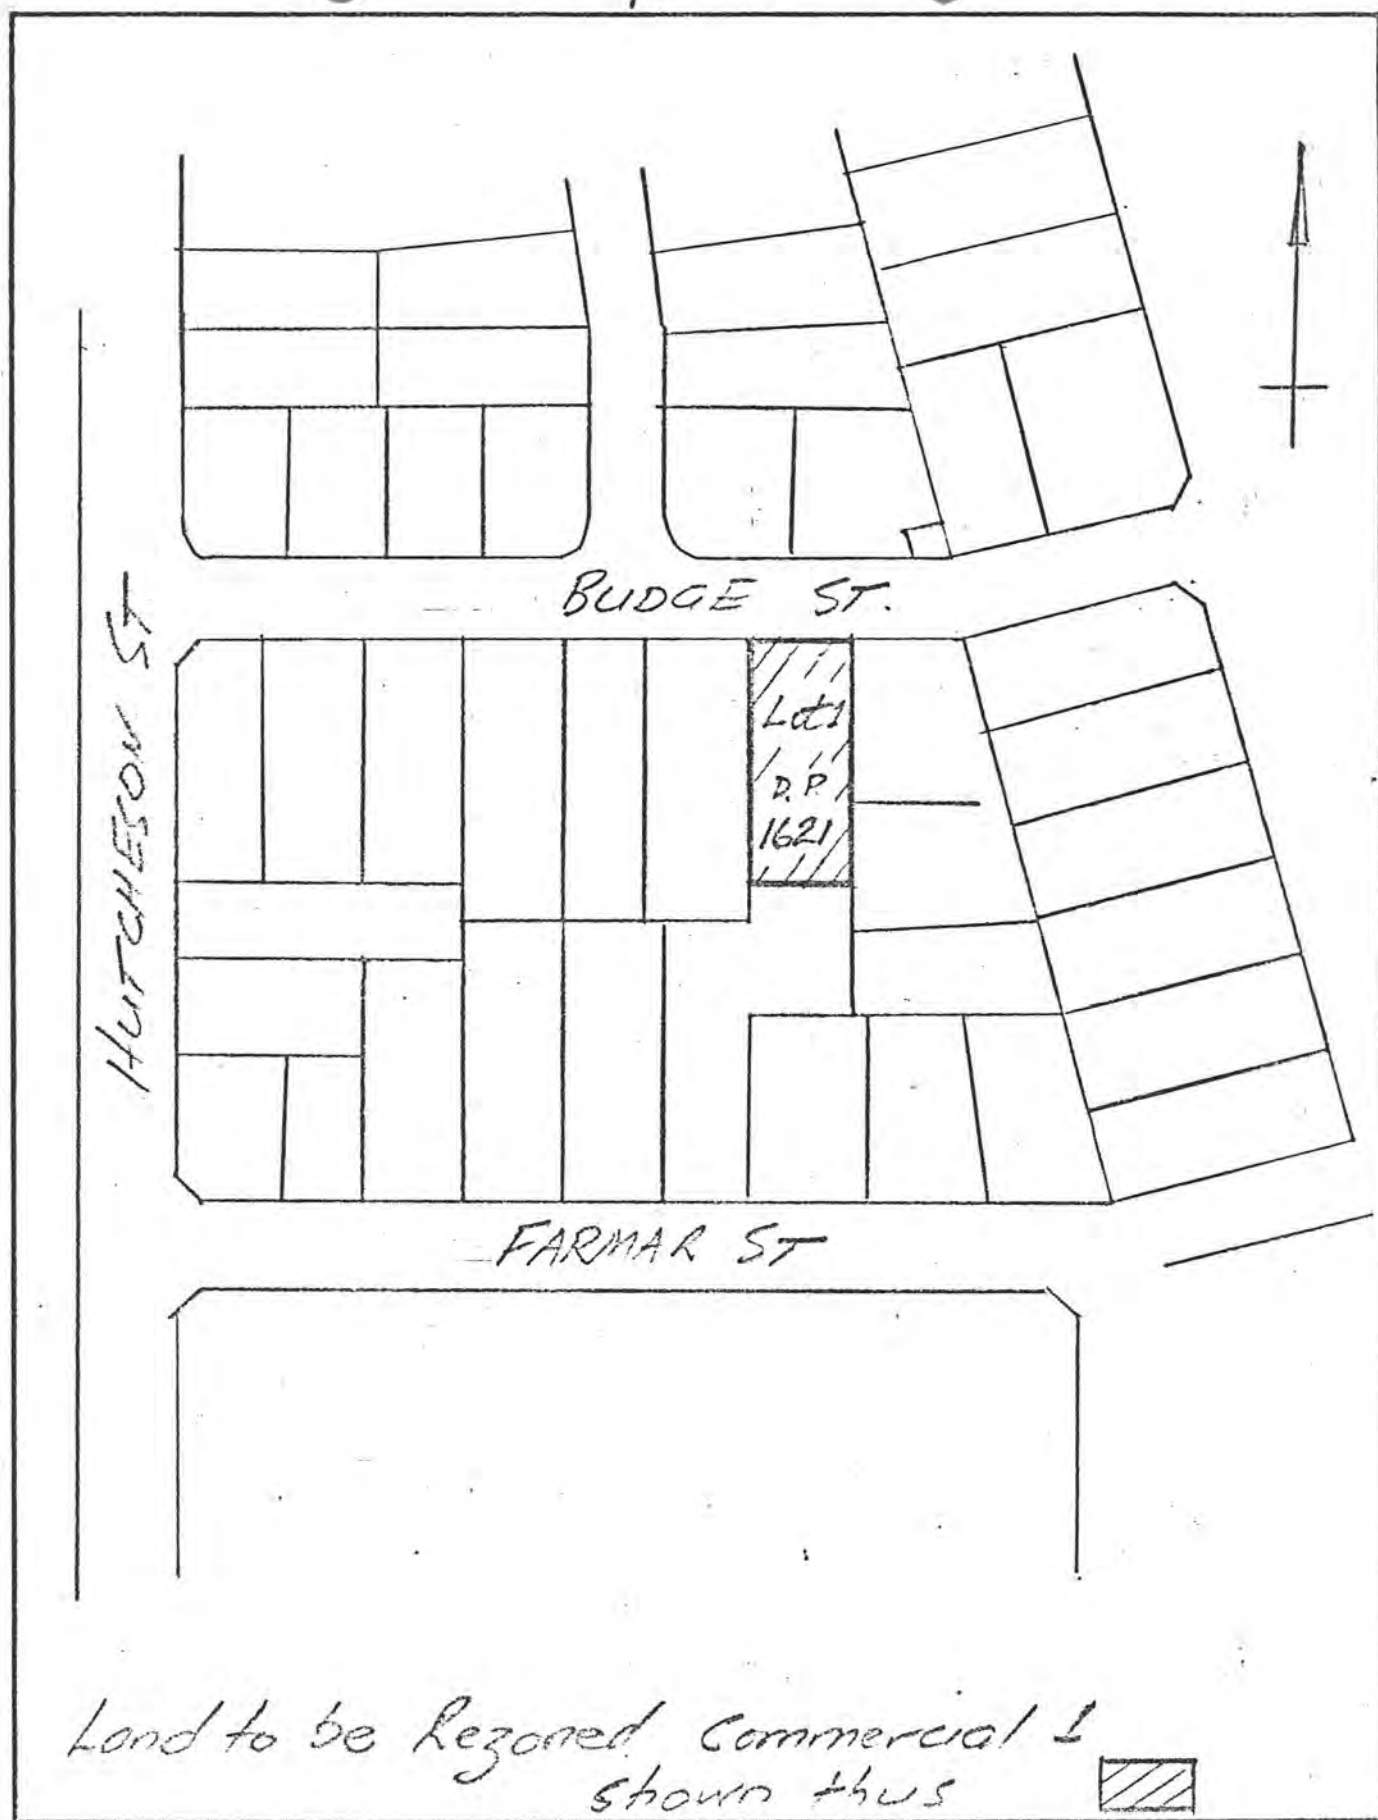 BUDGE ST.
HUTCHESON ST
Lot 1
D.P.
1621
FARMAR ST
Land to be Rezoned Commercial 1
shown thus